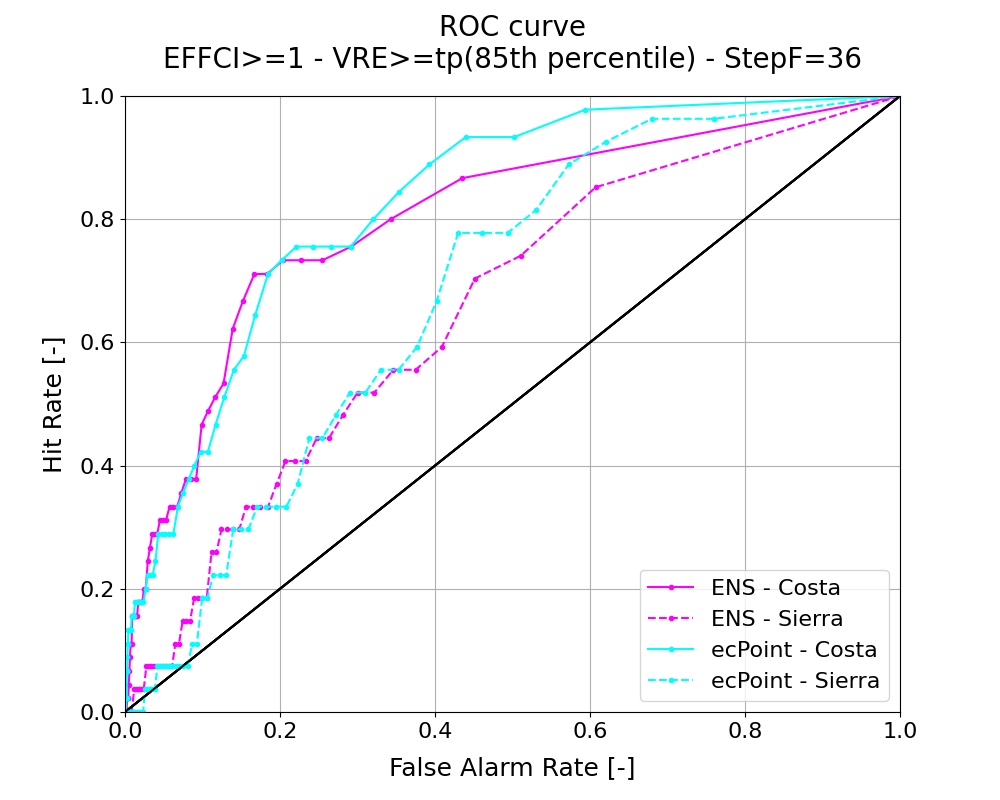 ROC curve
EFFCI>=1 - VRE>=tp(85th percentile) - StepF=36
1.0
0.8
0.6
0.4
0.2
0.0
Hit Rate [-]
0.0 0.2 0.4 0.6 0.8 1.0
False Alarm Rate [-]
ENS - Costa
ENS - Sierra
ecPoint - Costa
ecPoint - Sierra